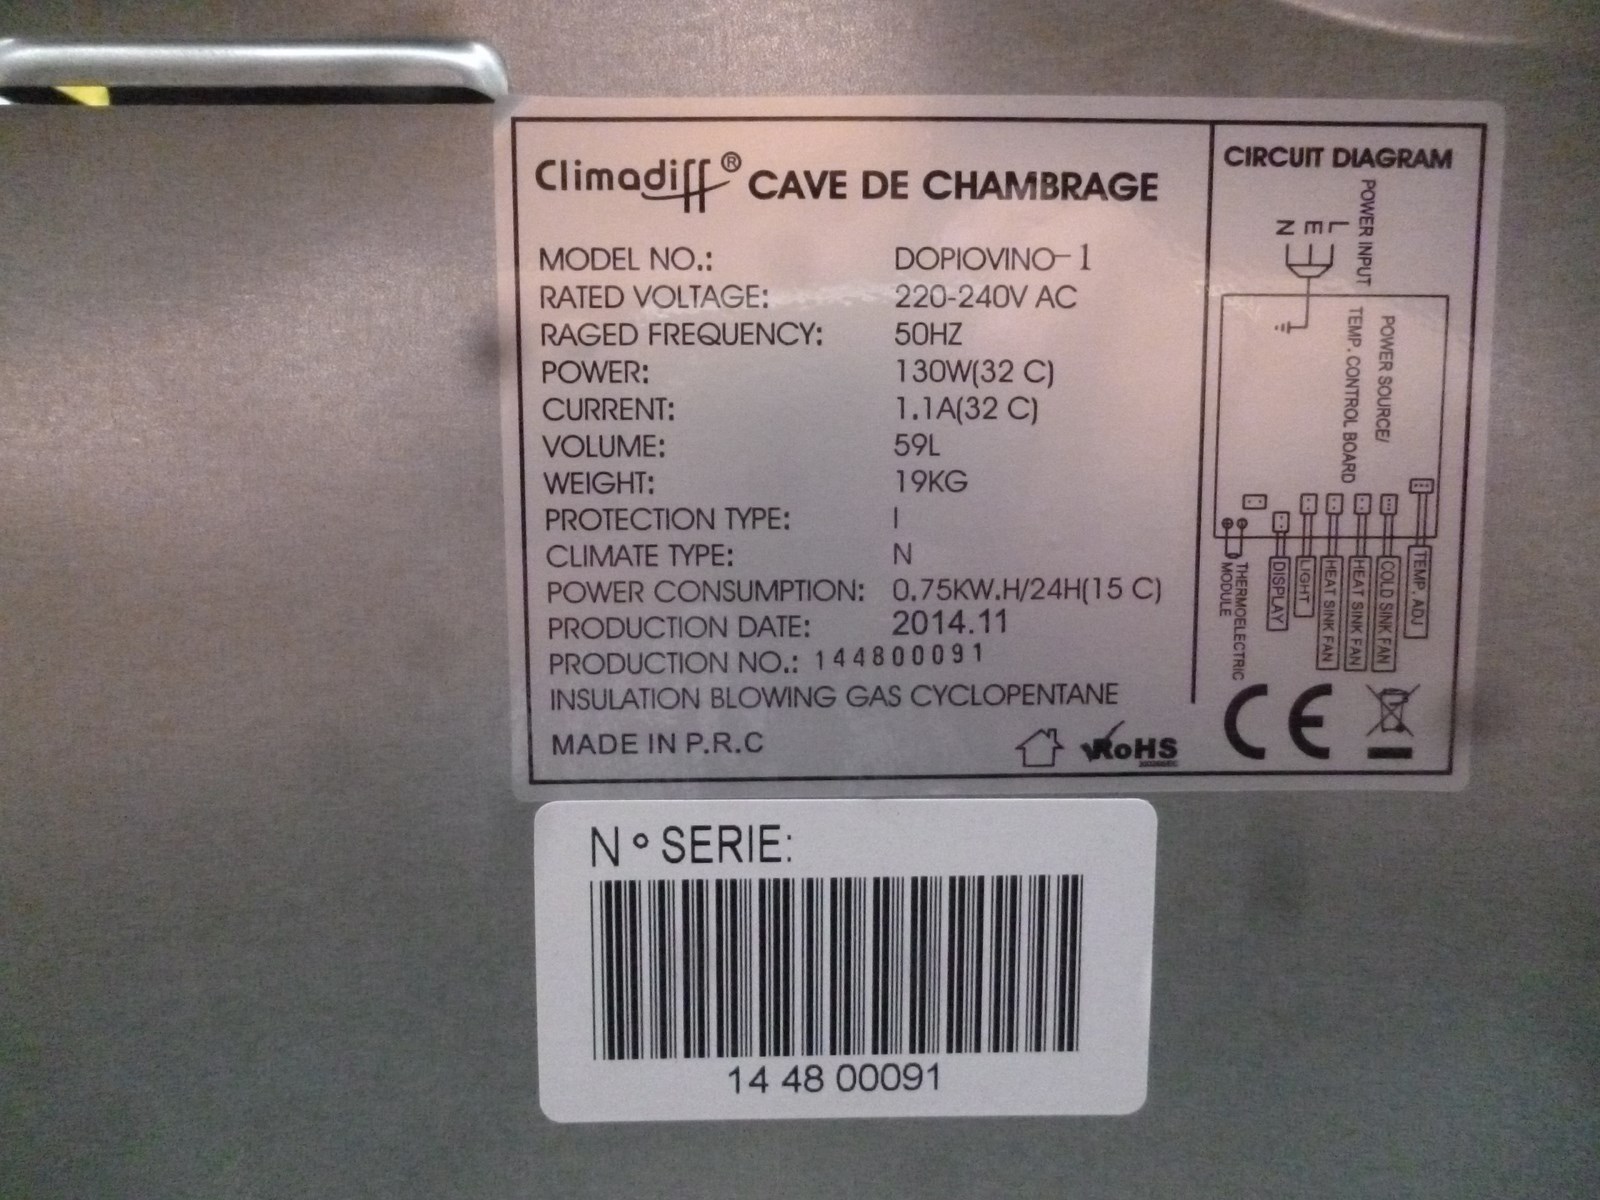 Climadiff® CAVE DE CHAMBRAGE
MODEL NO.: DOPIOVINO-1
RATED VOLTAGE: 220-240V AC
RAGED FREQUENCY: 50HZ
POWER: 130W(32 C)
CURRENT: 1.1A(32 C)
VOLUME: 59L
WEIGHT: 19KG
PROTECTION TYPE: I
CLIMATE TYPE: N
POWER CONSUMPTION: 0.75KW.H/24H(15 C)
PRODUCTION DATE: 2014.11
PRODUCTION NO.: 144800091
INSULATION BLOWING GAS CYCLOPENTANE
MADE IN P.R.C
RoHS
CIRCUIT DIAGRAM
POWER INPUT
L
E
N
POWER SOURCE/
TEMP. CONTROL BOARD
TEMP. ADJ
COLD SINK FAN
HEAT SINK FAN
HEAT SINK FAN
LIGHT
DISPLAY
THERMOELECTRIC
MODULE
CE
N° SERIE:
14 48 00091